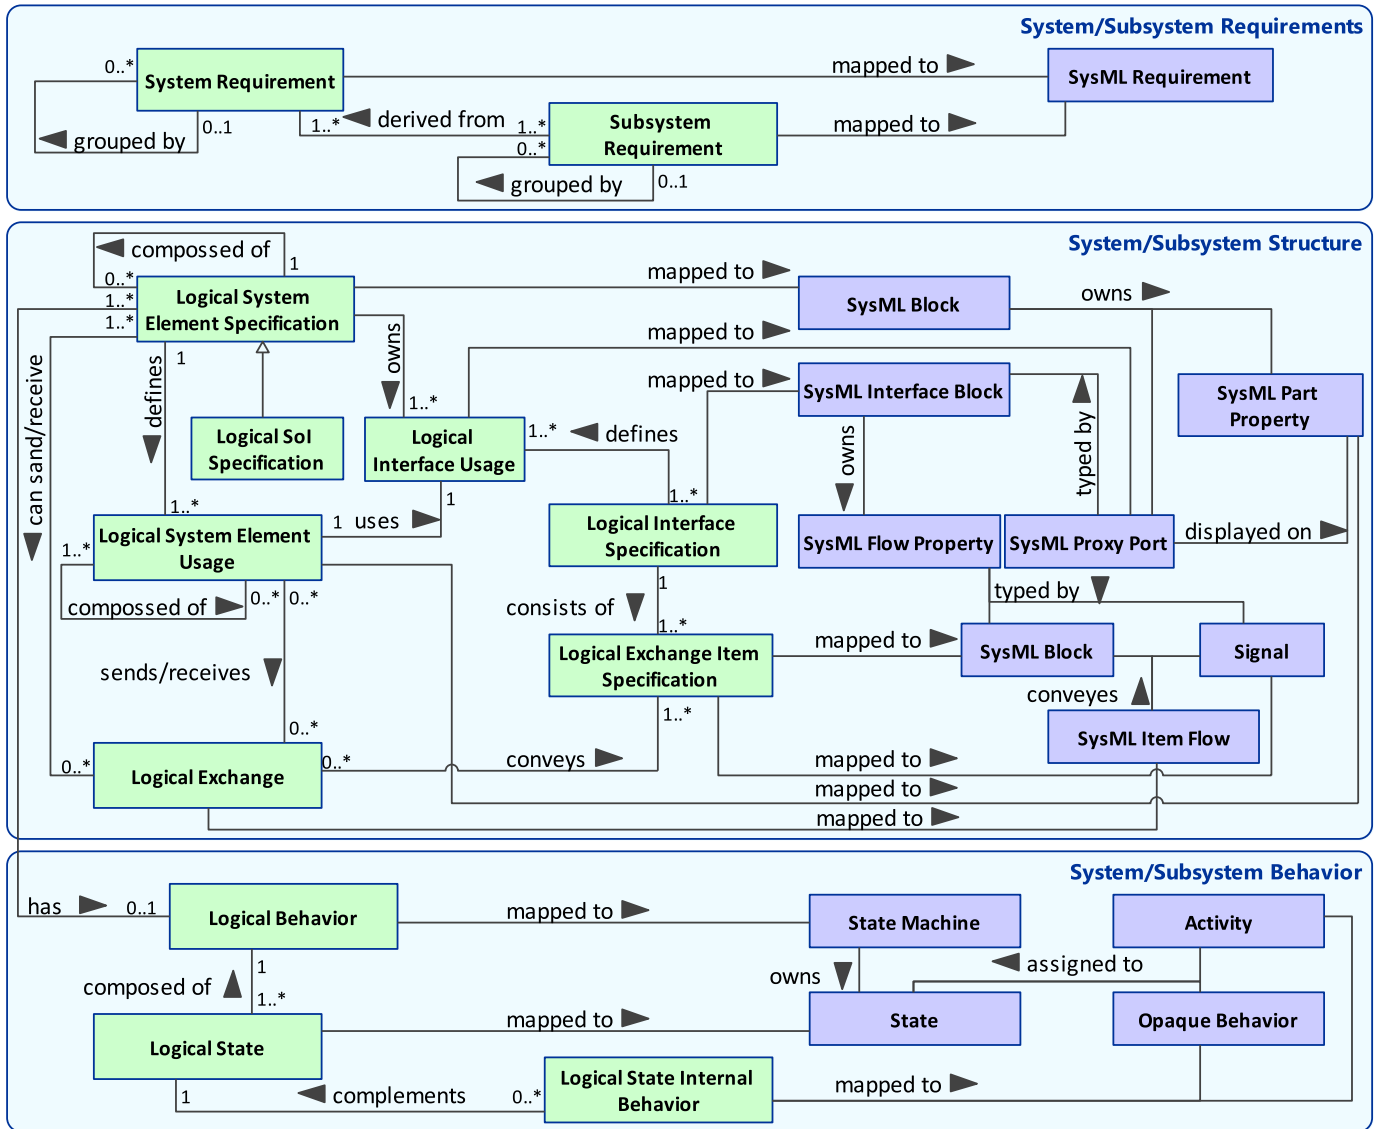 System/Subsystem Requirements
0..*
System Requirement
mapped to
SysML Requirement
0..1
grouped by
1..*
derived from
1..*
Subsystem
Requirement
mapped to
0..*
grouped by
0..1
System/Subsystem Structure
compossed of
1
0..*
1..*
1..*
Logical System
Element Specification
mapped to
SysML Block
owns
owns
mapped to
1
defines
can sand/receive
mapped to
SysML Interface Block
SysML Part
Property
1..*
Logical SoI
Specification
Logical
Interface Usage
1..*
defines
owns
typed by
1..*
1
1..*
Logical System Element
Usage
1 uses
Logical Interface
Specification
SysML Flow Property
SysML Proxy Port
displayed on
1..*
compossed of
0..*
0..*
1
consists of
1..*
typed by
sends/receives
Logical Exchange Item
Specification
mapped to
SysML Block
Signal
conveyes
1..*
0..*
SysML Item Flow
0..*
Logical Exchange
0..*
conveys
mapped to
mapped to
mapped to
System/Subsystem Behavior
has
0..1
Logical Behavior
mapped to
State Machine
Activity
1
composed of
1..*
owns
assigned to
Logical State
mapped to
State
Opaque Behavior
1
complements
0..*
Logical State Internal
Behavior
mapped to